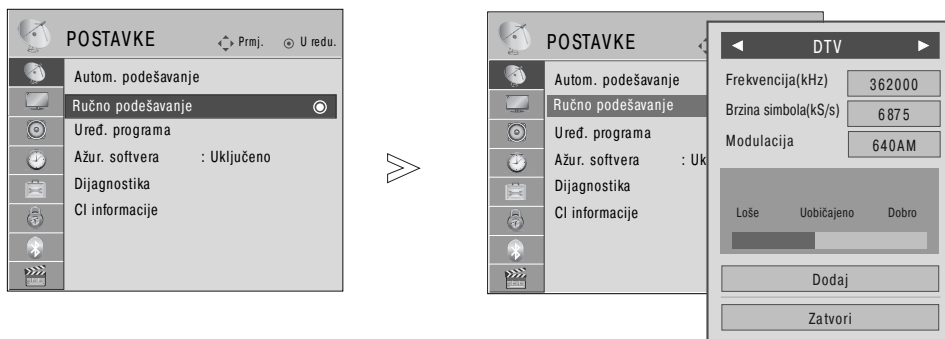 POSTAVKE
Prmj.
U redu.
Autom. podešavanje
Ručno podešavanje
Uređ. programa
Ažur. softvera : Uključeno
Dijagnostika
CI informacije
POSTAVKE
Autom. podešavanje
Ručno podešavanje
Uređ. programa
Ažur. softvera : Uk
Dijagnostika
CI informacije
DTV
Frekvencija(kHz) 362000
Brzina simbola(kS/s) 6875
Modulacija 640AM
Loše Uobičajeno Dobro
Dodaj
Zatvori